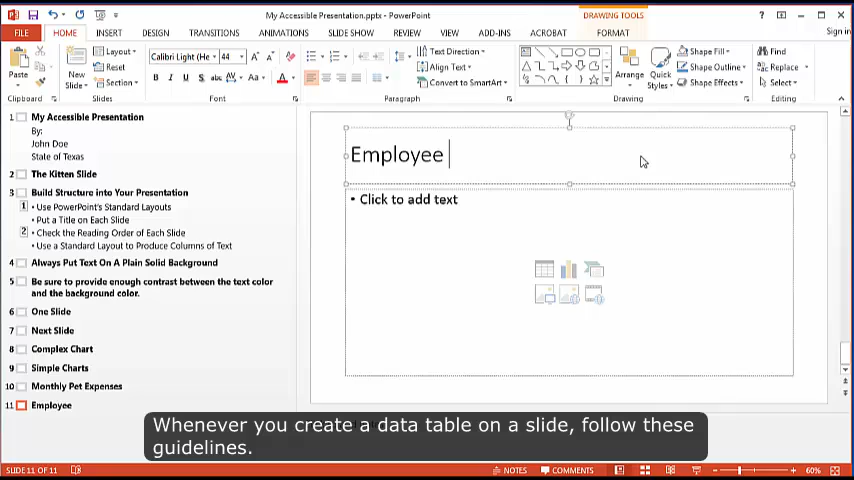 My Accessible Presentation.pptx - PowerPoint
DRAWING TOOLS
Sign in
FILE HOME INSERT DESIGN TRANSITIONS ANIMATIONS SLIDE SHOW REVIEW VIEW ADD-INS ACROBAT FORMAT
Paste
Clipboard
New
Slide
Layout
Reset
Section
Slides
Calibri Light (He 44
B I U S abc AV Aa A
Font
Paragraph
Text Direction
Align Text
Convert to SmartArt
Arrange
Quick
Styles
Shape Fill
Shape Outline
Shape Effects
Drawing
Find
Replace
Select
Editing
1 My Accessible Presentation
By:
John Doe
State of Texas
2 The Kitten Slide
3 Build Structure into Your Presentation
1 • Use PowerPoint's Standard Layouts
• Put a Title on Each Slide
2 • Check the Reading Order of Each Slide
• Use a Standard Layout to Produce Columns of Text
4 Always Put Text On A Plain Solid Background
5 Be sure to provide enough contrast between the text color
and the background color.
6 One Slide
7 Next Slide
8 Complex Chart
9 Simple Charts
10 Monthly Pet Expenses
11 Employee
Employee
• Click to add text
Whenever you create a data table on a slide, follow these
guidelines.
SLIDE 11 OF 11
NOTES
COMMENTS